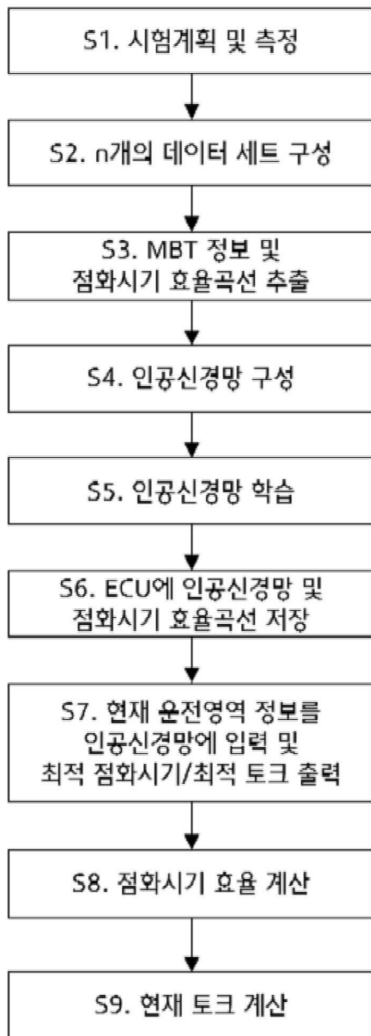 S1. 시험계획 및 측정
S2. n개의 데이터 세트 구성
S3. MBT 정보 및
점화시기 효율곡선 추출
S4. 인공신경망 구성
S5. 인공신경망 학습
S6. ECU에 인공신경망 및
점화시기 효율곡선 저장
S7. 현재 운전영역 정보를
인공신경망에 입력 및
최적 점화시기/최적 토크 출력
S8. 점화시기 효율 계산
S9. 현재 토크 계산